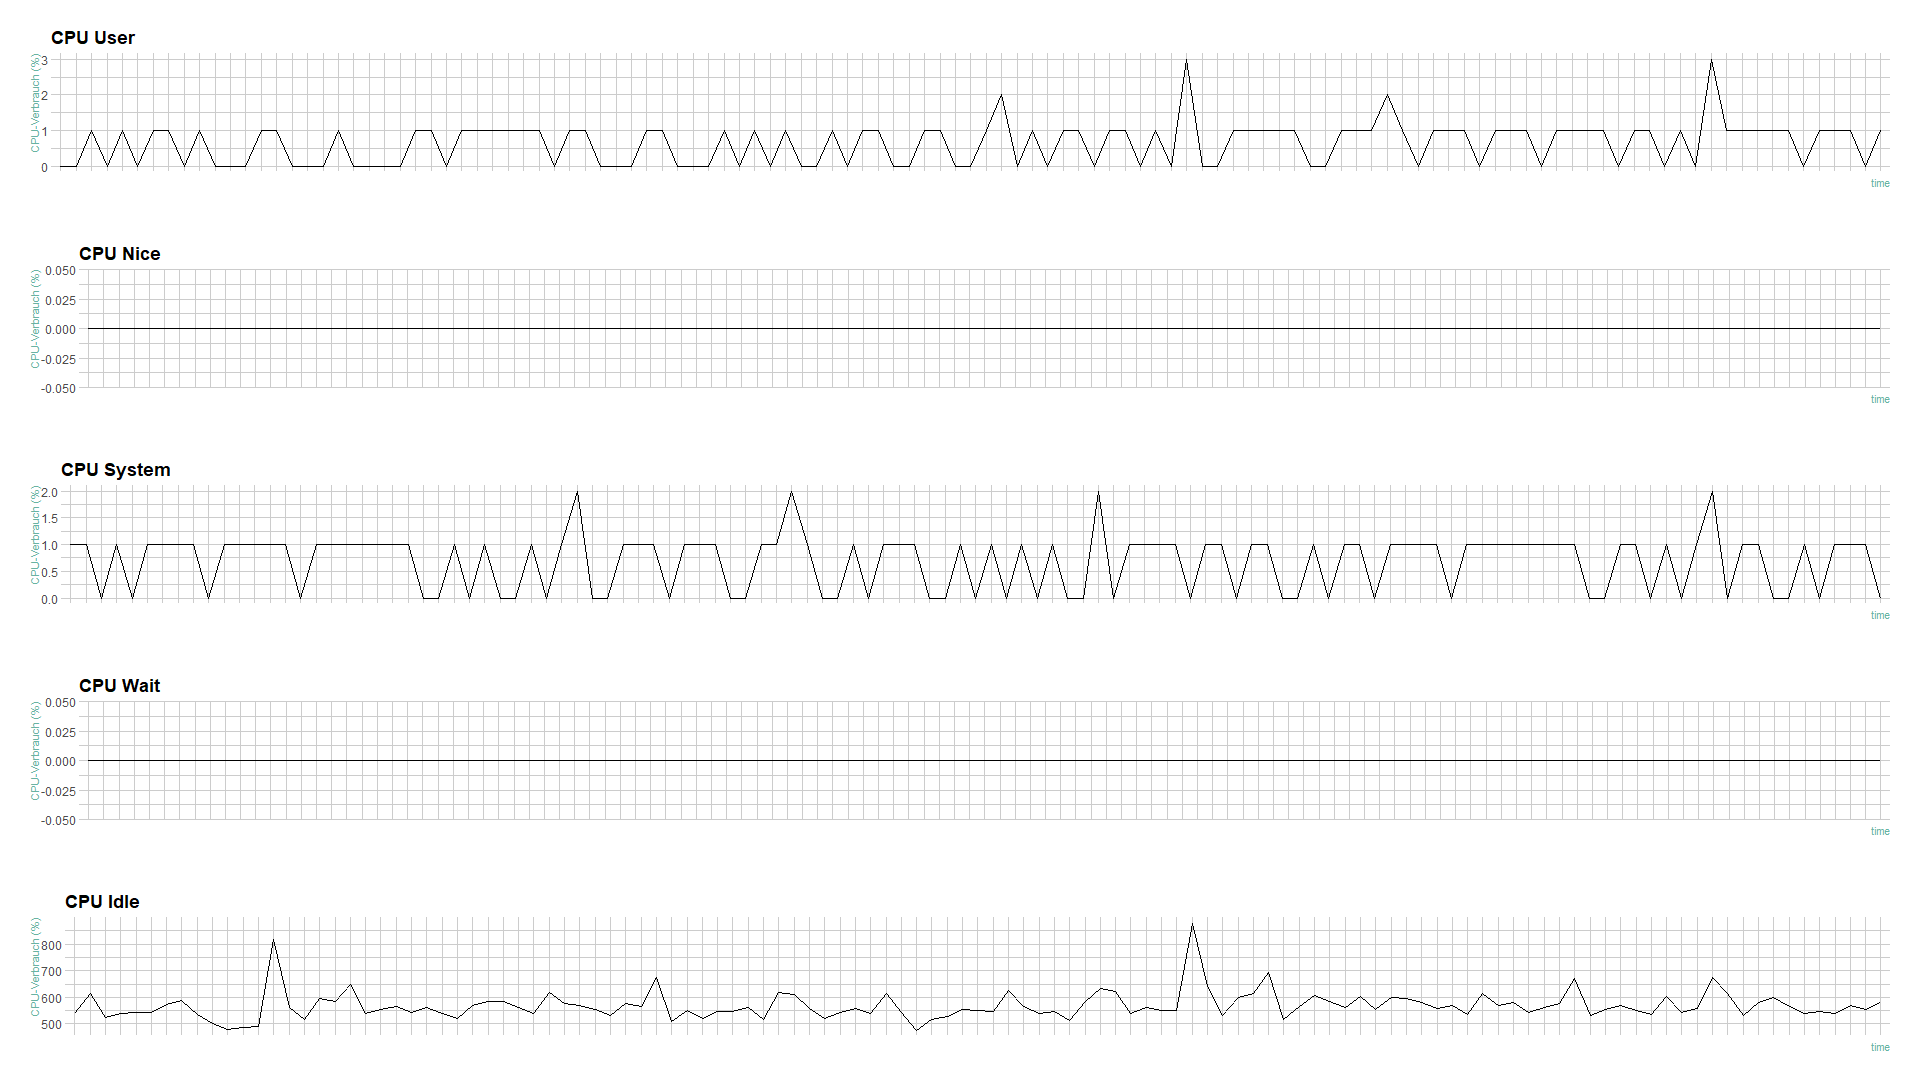 CPU User
CPU-Verbrauch (%)
3
2
1
0
time
CPU Nice
CPU-Verbrauch (%)
0.050
0.025
0.000
-0.025
-0.050
time
CPU System
CPU-Verbrauch (%)
2.0
1.5
1.0
0.5
0.0
time
CPU Wait
CPU-Verbrauch (%)
0.050
0.025
0.000
-0.025
-0.050
time
CPU Idle
CPU-Verbrauch (%)
800
700
600
500
time